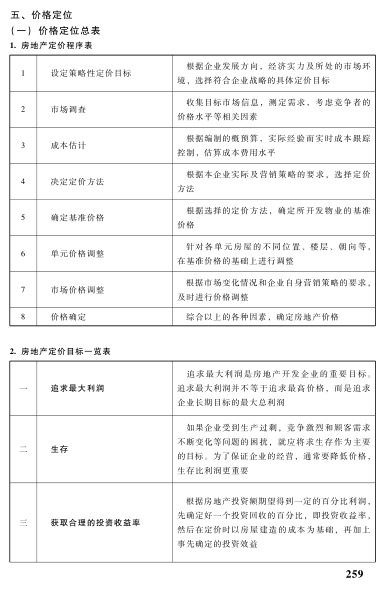 五、价格定位
（一）价格定位总表
1. 房地产定价程序表
1 设定策略性定价目标 根据企业发展方向，经济实力及所处的市场环
境，选择符合企业战略的具体定价目标
2 市场调查 收集目标市场信息，测定需求，考虑竞争者的
价格水平等相关因素
3 成本估计 根据编制的概预算，实际经验而实时成本跟踪
控制，估算成本费用水平
4 决定定价方法 根据本企业实际及营销策略的要求，选择定价
方法
5 确定基准价格 根据选择的定价方法，确定所开发物业的基准
价格
6 单元价格调整 针对各单元房屋的不同位置、楼层、朝向等，
在基准价格的基础上进行调整
7 市场价格调整 根据市场变化情况和企业自身营销策略的要求，
及时进行价格调整
8 价格确定 综合以上的各种因素，确定房地产价格
2. 房地产定价目标一览表
一 追求最大利润 追求最大利润是房地产开发企业的重要目标。
追求最大利润并不等于追求最高价格，而是追求
企业长期目标的最大总利润
二 生存 如果企业受到生产过剩，竞争激烈和顾客需求
不断变化等问题的困扰，就应将求生存作为主要
的目标。为了保证企业的经营，通常要降低价格，
生存比利润更重要
三 获取合理的投资收益率 根据房地产投资额期望得到一定的百分比利润，
先确定好一个投资回收的百分比，即投资收益率，
然后在定价时以房屋建造的成本为基础，再加上
事先确定的投资效益
259